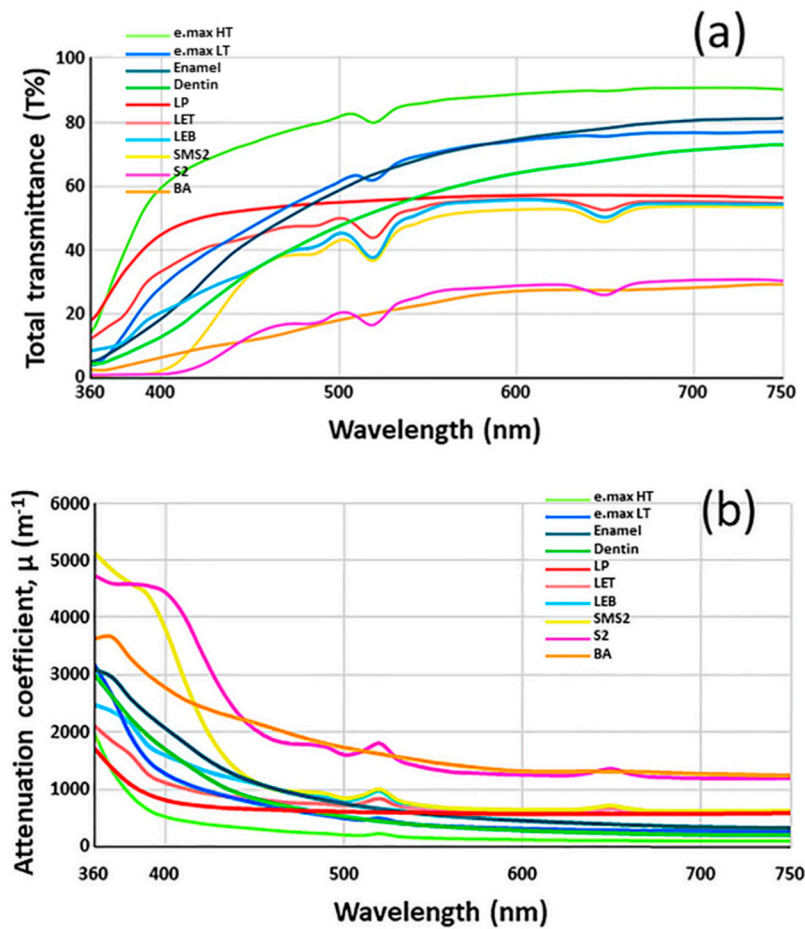 (a)
e.max HT
e.max LT
Enamel
Dentin
LP
LET
LEB
SMS2
S2
BA
Total transmittance (T%)
100
80
60
40
20
0
360 400 500 600 700 750
Wavelength (nm)
(b)
e.max HT
e.max LT
Enamel
Dentin
LP
LET
LEB
SMS2
S2
BA
Attenuation coefficient, μ (m⁻¹)
6000
5000
4000
3000
2000
1000
0
360 400 500 600 700 750
Wavelength (nm)